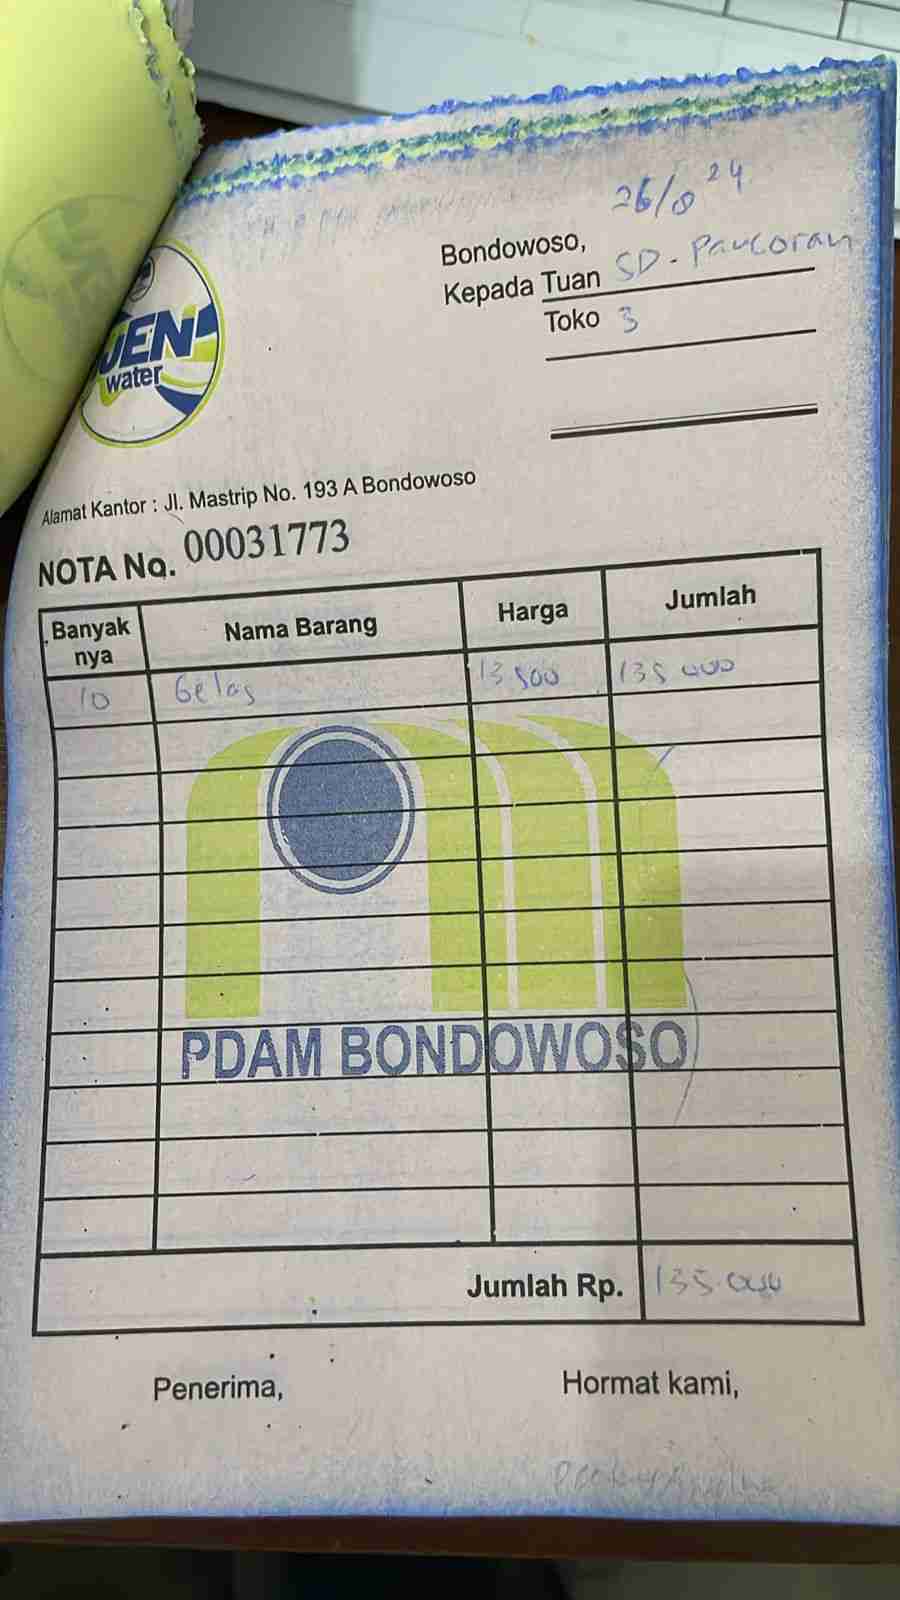 26/8 24
Bondowoso,
Kepada Tuan SD. Pancoran
Toko 3
JEN
water
Alamat Kantor : Jl. Mastrip No. 193 A Bondowoso
NOTA No. 00031773
Banyak nya Nama Barang Harga Jumlah
10 Gelas 13 500 135 000
PDAM BONDOWOSO
Jumlah Rp. 135.000
Penerima, Hormat kami,